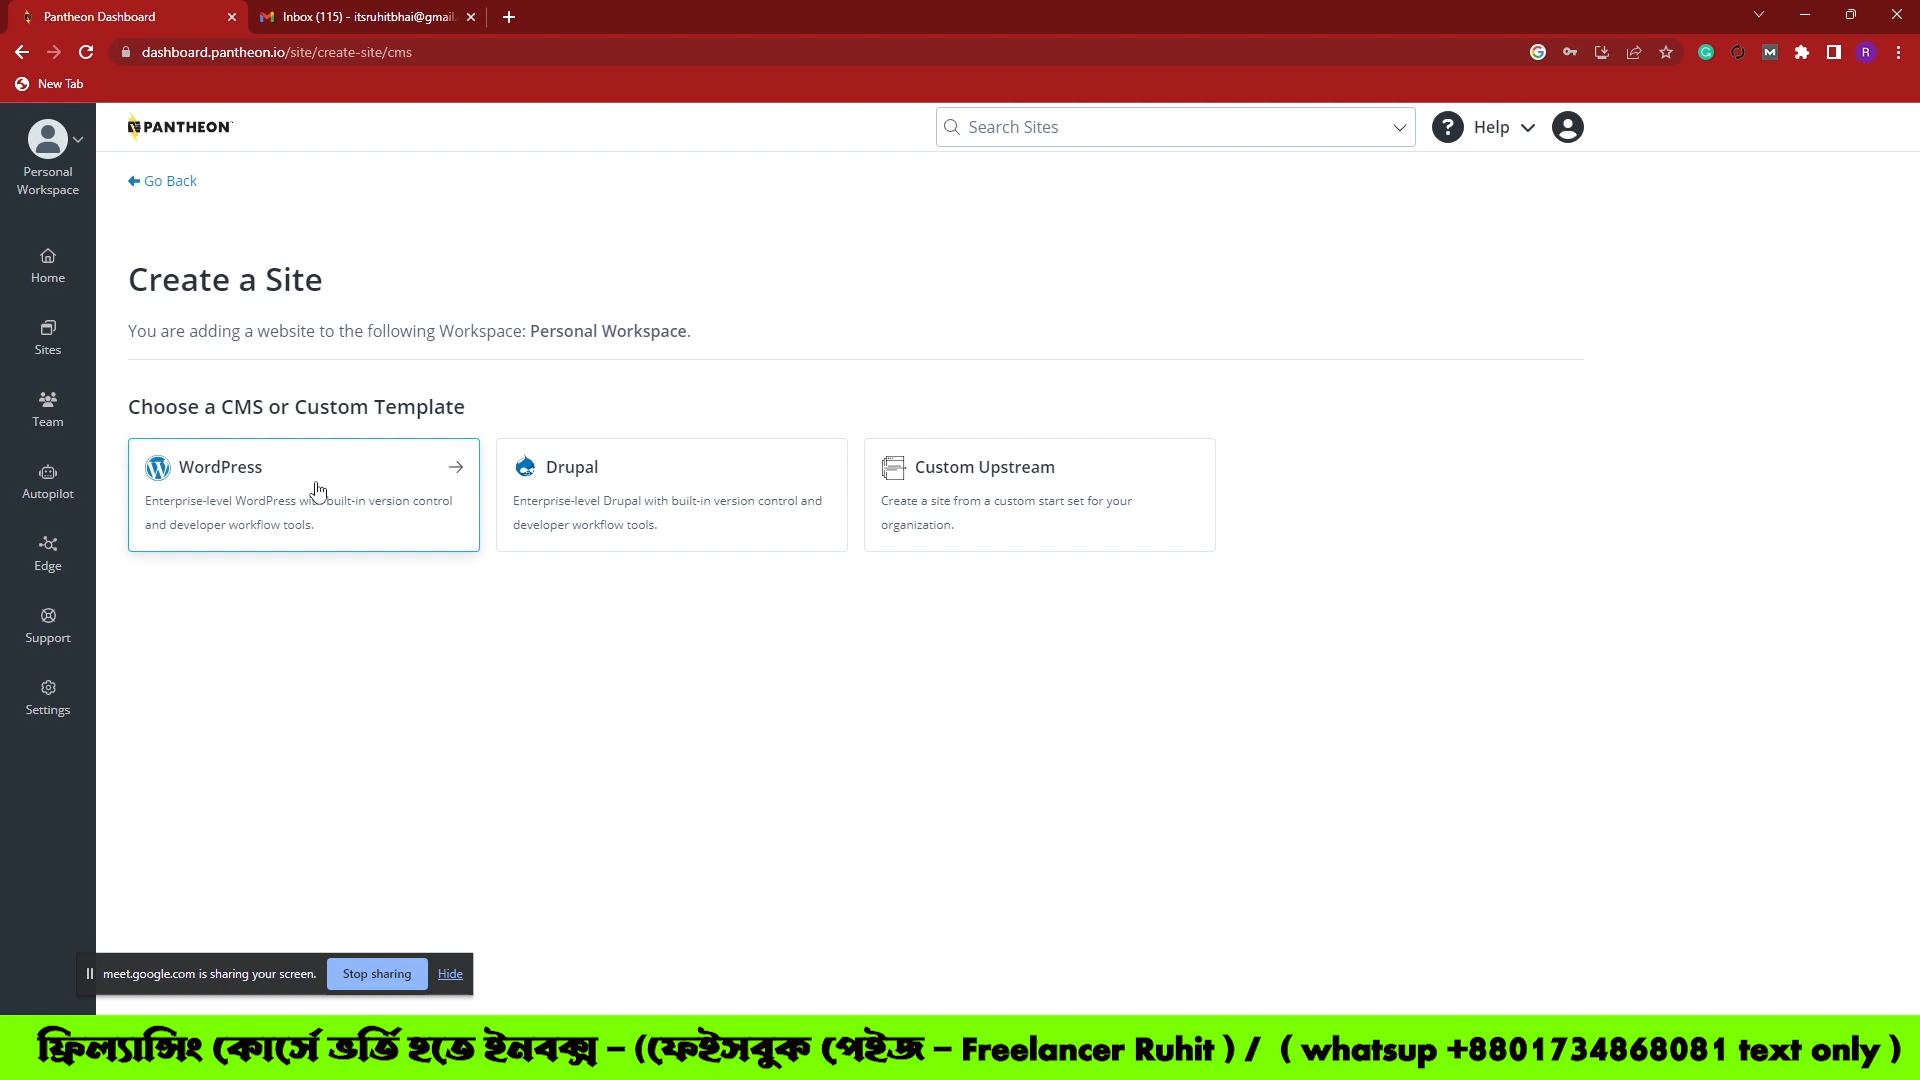 Pantheon Dashboard
Inbox (115) - itsruhitbhai@gmail.
dashboard.pantheon.io/site/create-site/cms
R
New Tab
Personal
Workspace
PANTHEON
Search Sites
? Help
Go Back
Home
Sites
Team
Autopilot
Edge
Support
Settings
Create a Site
You are adding a website to the following Workspace: Personal Workspace.
Choose a CMS or Custom Template
WordPress
Enterprise-level WordPress with built-in version control
and developer workflow tools.
Drupal
Enterprise-level Drupal with built-in version control and
developer workflow tools.
Custom Upstream
Create a site from a custom start set for your
organization.
meet.google.com is sharing your screen.
Stop sharing
Hide
ফ্রিল্যান্সিং কোর্সে ভর্তি হতে ইনবক্স – ((ফেইসবুক পেইজ – Freelancer Ruhit ) / ( whatsup +8801734868081 text only )